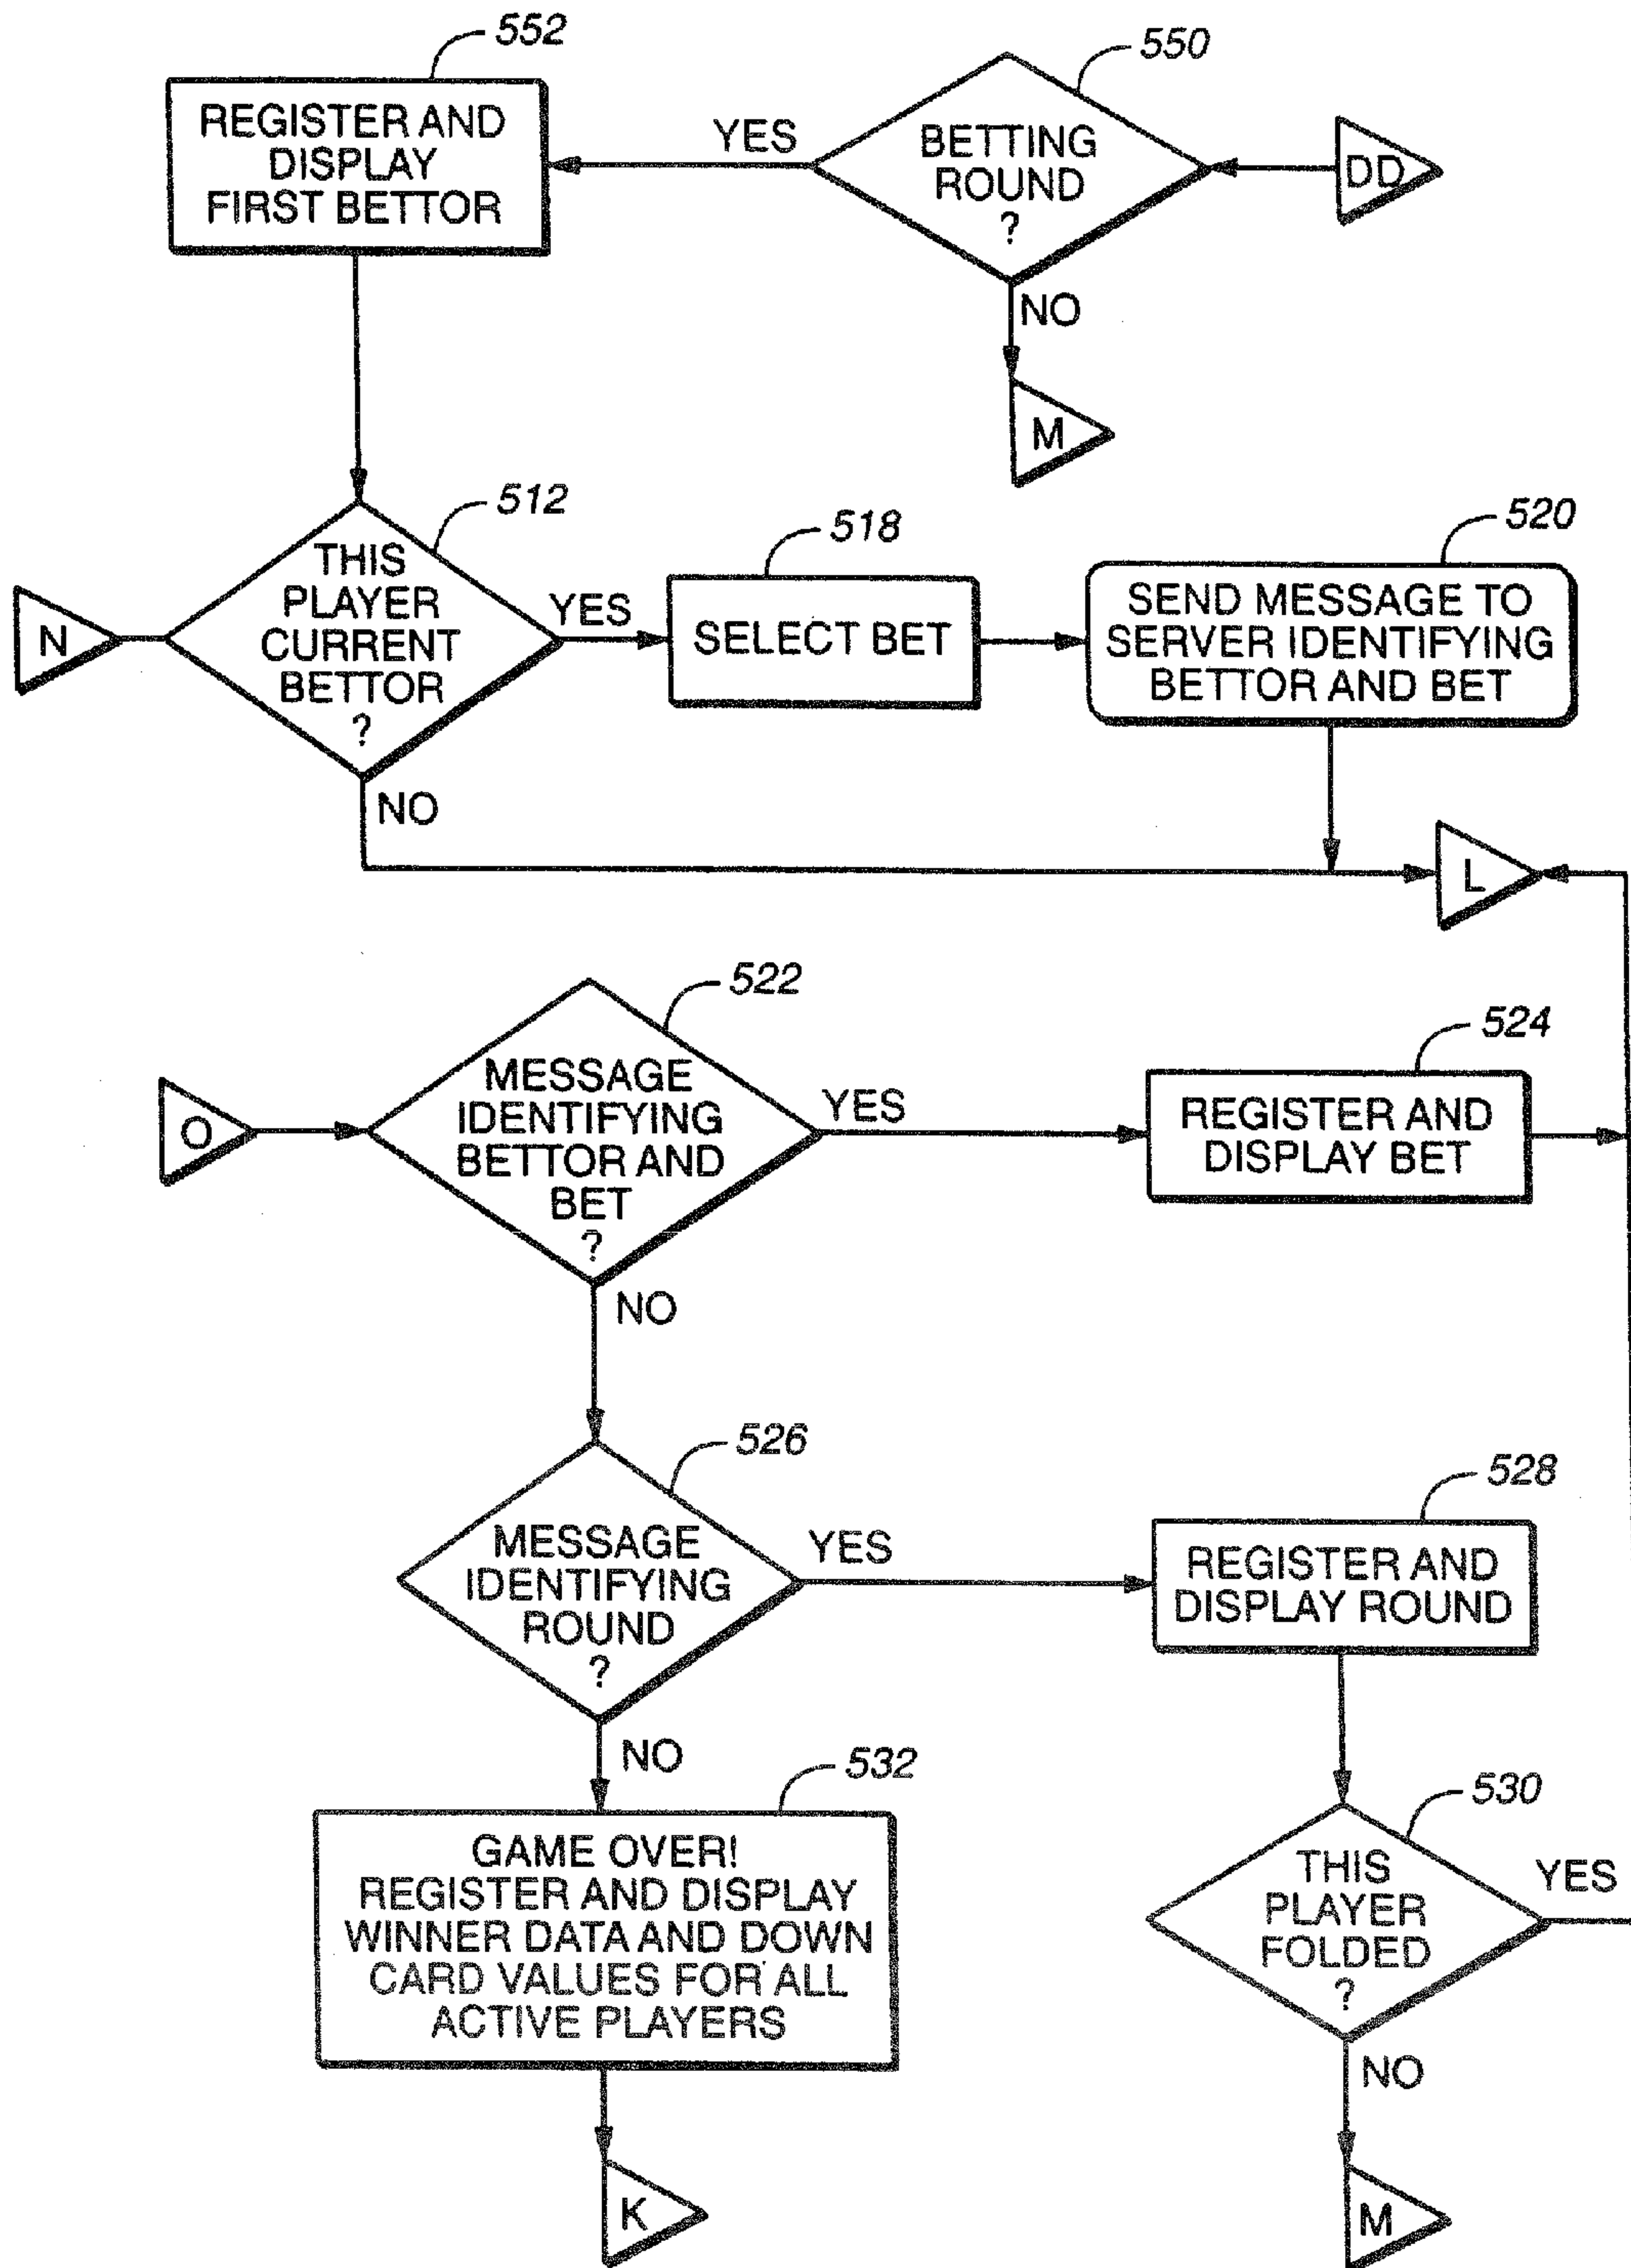 552
REGISTER AND
DISPLAY
FIRST BETTOR
YES
550
BETTING
ROUND
?
DD
NO
M
512
THIS
PLAYER
CURRENT
BETTOR
?
N
YES
518
SELECT BET
520
SEND MESSAGE TO
SERVER IDENTIFYING
BETTOR AND BET
NO
L
522
MESSAGE
IDENTIFYING
BETTOR AND
BET
?
O
YES
524
REGISTER AND
DISPLAY BET
NO
526
MESSAGE
IDENTIFYING
ROUND
?
YES
528
REGISTER AND
DISPLAY ROUND
NO
532
GAME OVER!
REGISTER AND DISPLAY
WINNER DATA AND DOWN
CARD VALUES FOR ALL
ACTIVE PLAYERS
530
THIS
PLAYER
FOLDED
?
YES
NO
K
M